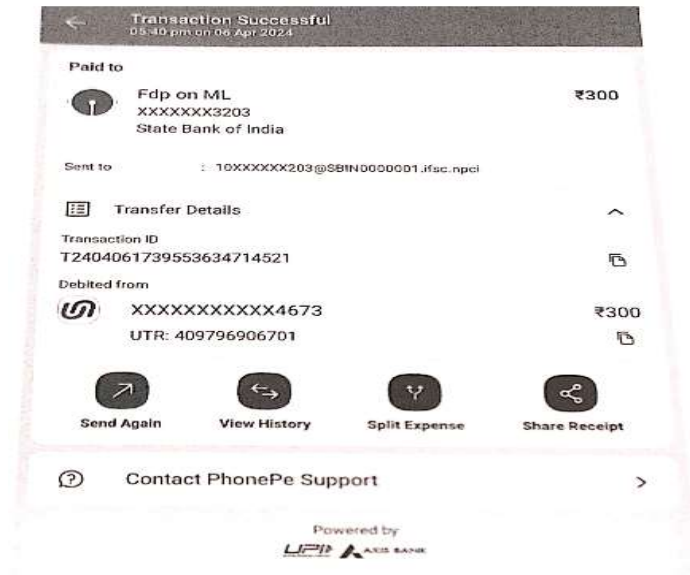 Transaction Successful
05:40 pm on 06 Apr 2024
Paid to
Fdp on ML
₹300
XXXXXXX3203
State Bank of India
Sent to : 10XXXXXX203@SBIN0000001.ifsc.npci
Transfer Details
Transaction ID
T2404061739553634714521
Debited from
XXXXXXXXXXXX4673
₹300
UTR: 409796906701
Send Again
View History
Split Expense
Share Receipt
Contact PhonePe Support
Powered by
UPI AXIS BANK